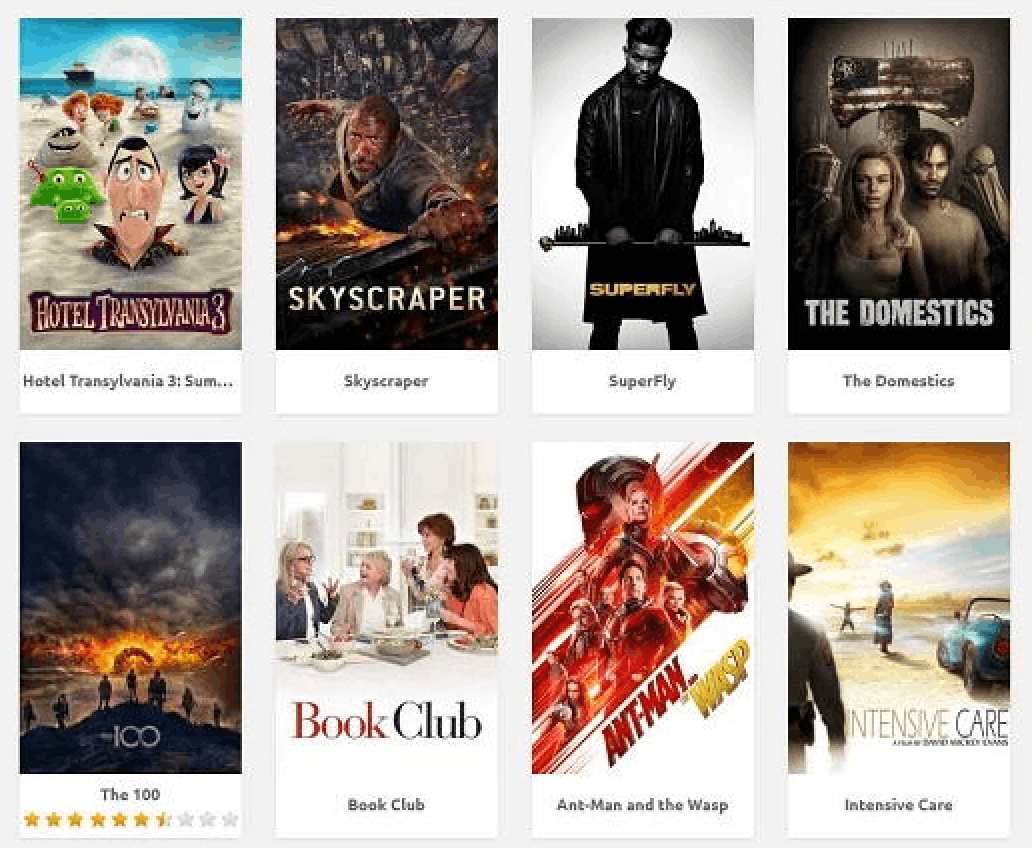 HOTEL TRANSYLVANIA 3
SKYSCRAPER
SUPERFLY
THE DOMESTICS
Hotel Transylvania 3: Sum...
Skyscraper
SuperFly
The Domestics
100
Book Club
ANT-MAN AND THE WASP
INTENSIVE CARE
A FILM BY DAVID MICKEY EVANS
The 100
Book Club
Ant-Man and the Wasp
Intensive Care